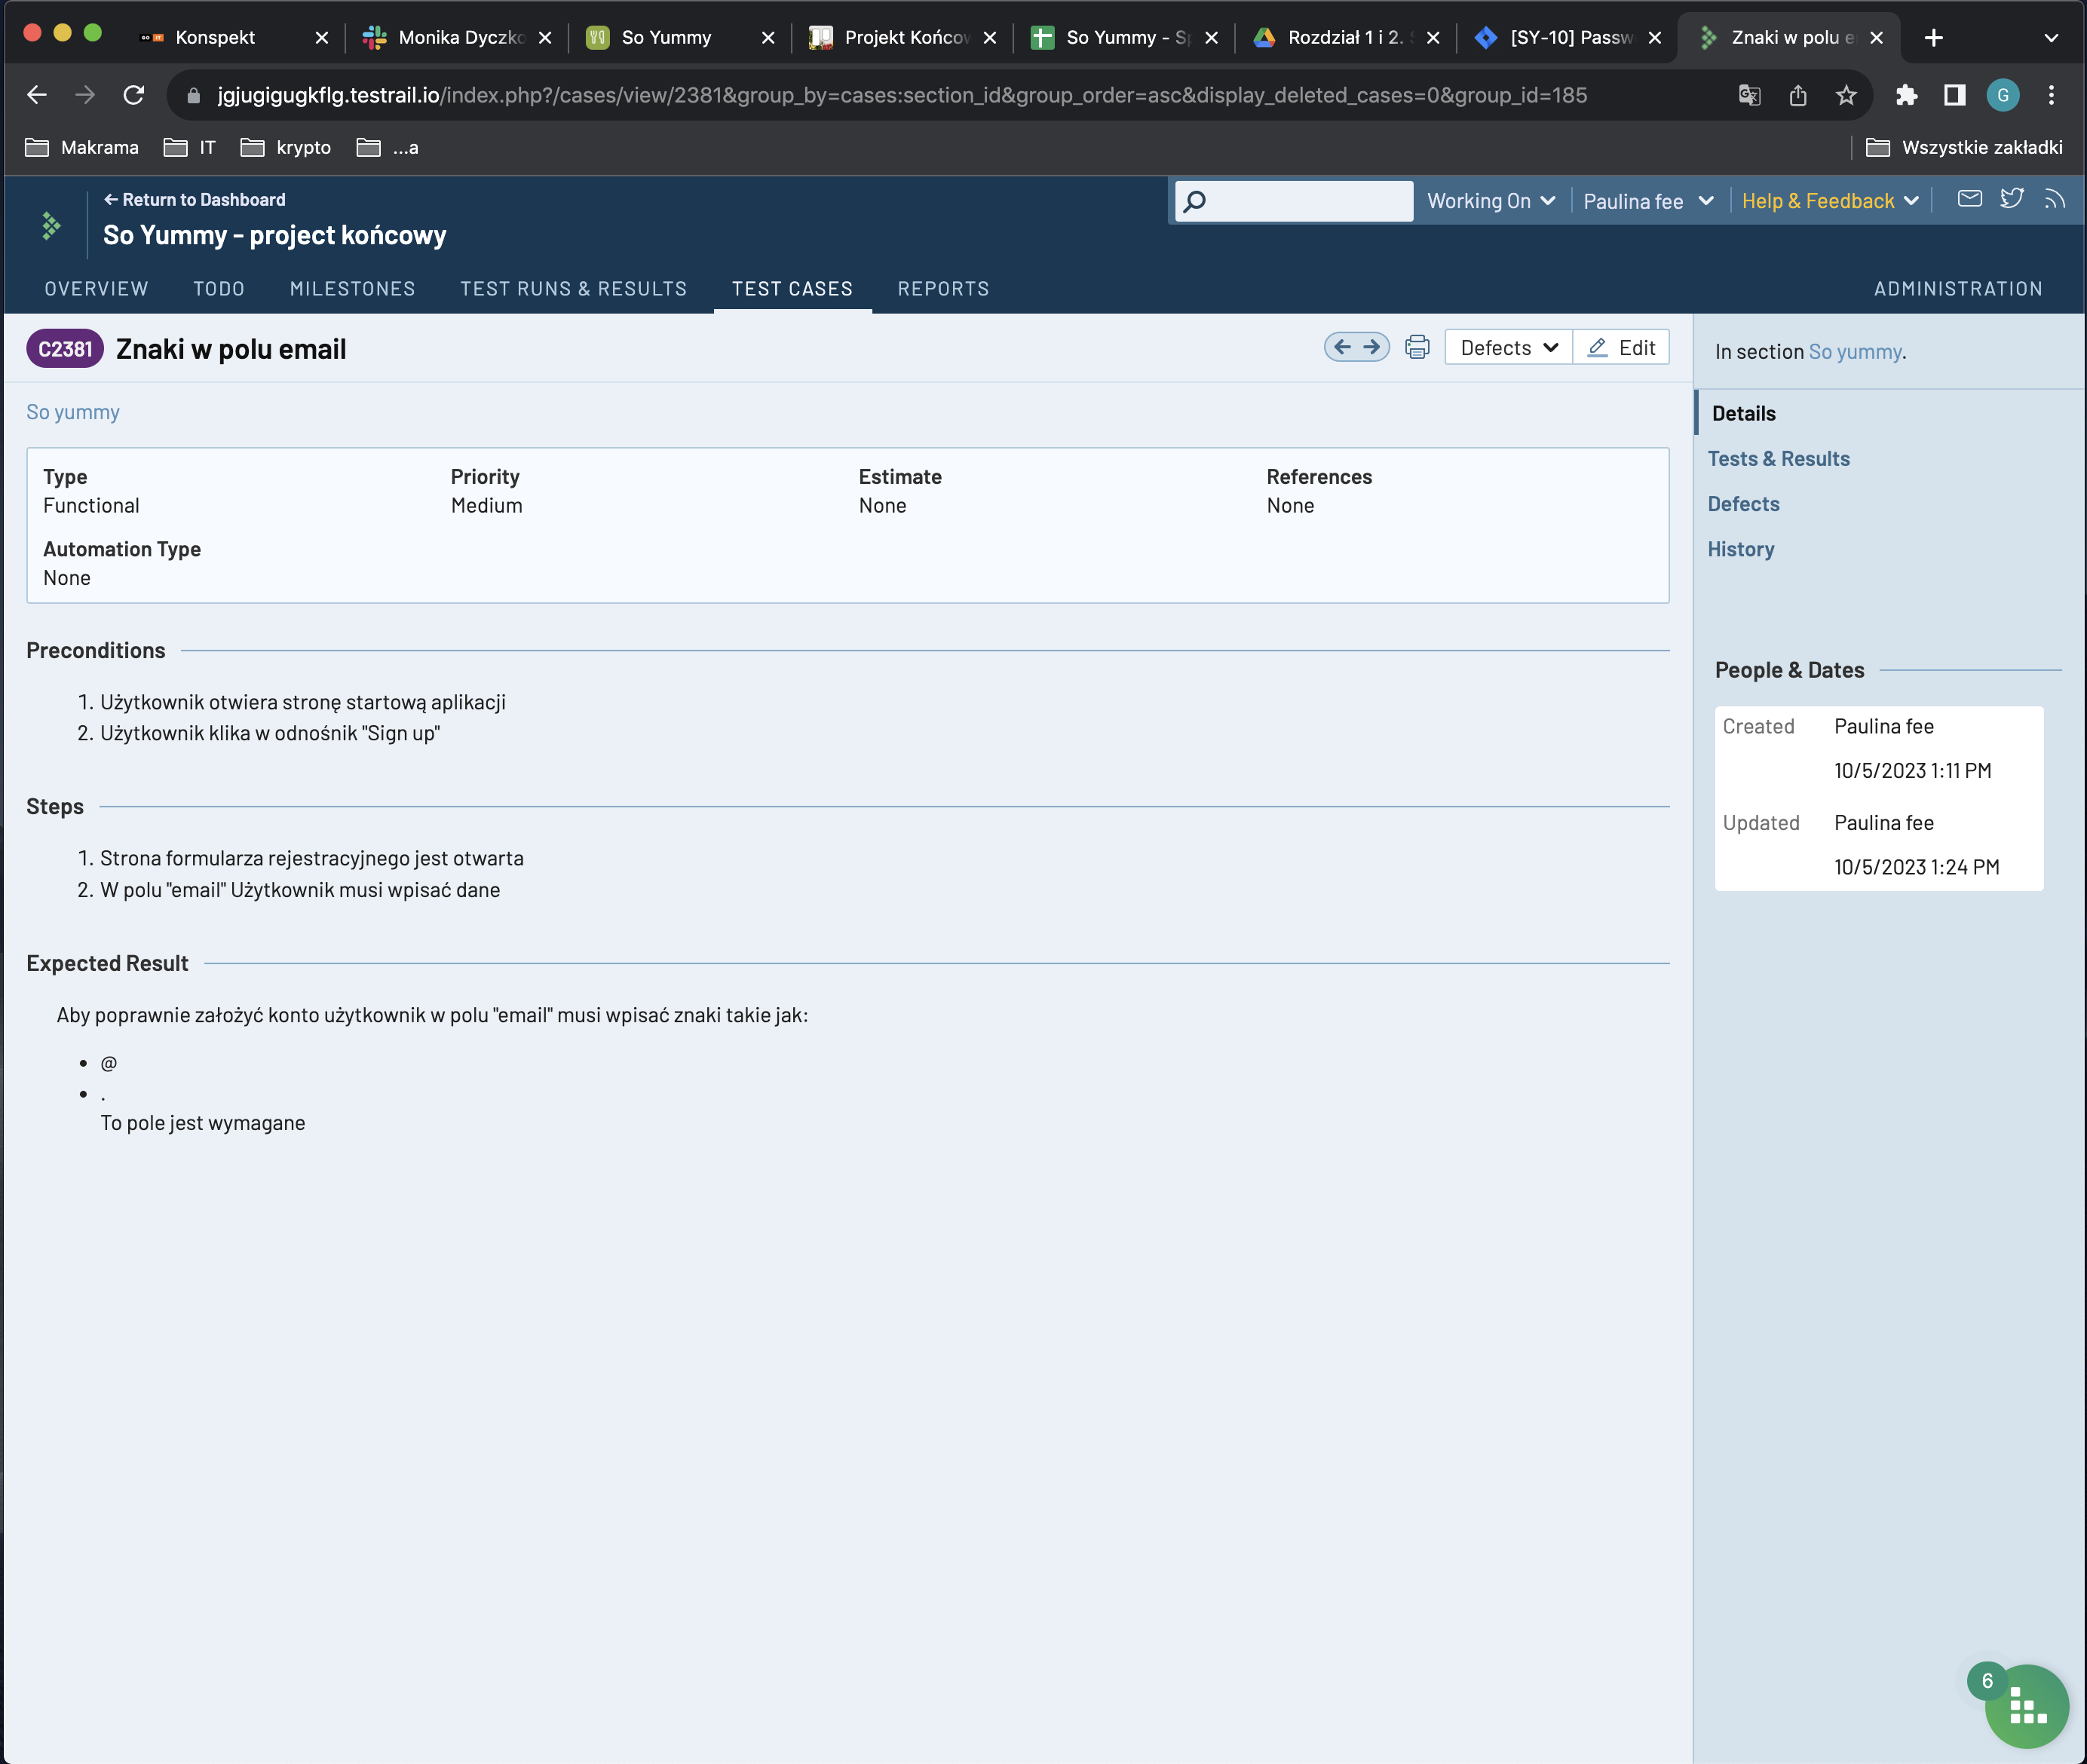 Konspekt
Monika Dyczko
So Yummy
Projekt Końcow
So Yummy - Sp
Rozdział 1 i 2.
[SY-10] Passw
Znaki w polu e
jgjugigugkflg.testrail.io/index.php?/cases/view/2381&group_by=cases:section_id&group_order=asc&display_deleted_cases=0&group_id=185
G
Makrama
IT
krypto
...a
Wszystkie zakładki
Return to Dashboard
Working On
Paulina fee
Help & Feedback
So Yummy - project końcowy
OVERVIEW
TODO
MILESTONES
TEST RUNS & RESULTS
TEST CASES
REPORTS
ADMINISTRATION
C2381
Znaki w polu email
Defects
Edit
So yummy
Type
Functional
Priority
Medium
Estimate
None
References
None
Automation Type
None
Preconditions
1. Użytkownik otwiera stronę startową aplikacji
2. Użytkownik klika w odnośnik "Sign up"
Steps
1. Strona formularza rejestracyjnego jest otwarta
2. W polu "email" Użytkownik musi wpisać dane
Expected Result
Aby poprawnie założyć konto użytkownik w polu "email" musi wpisać znaki takie jak:
• @
• .
To pole jest wymagane
In section So yummy.
Details
Tests & Results
Defects
History
People & Dates
Created Paulina fee
10/5/2023 1:11 PM
Updated Paulina fee
10/5/2023 1:24 PM
6